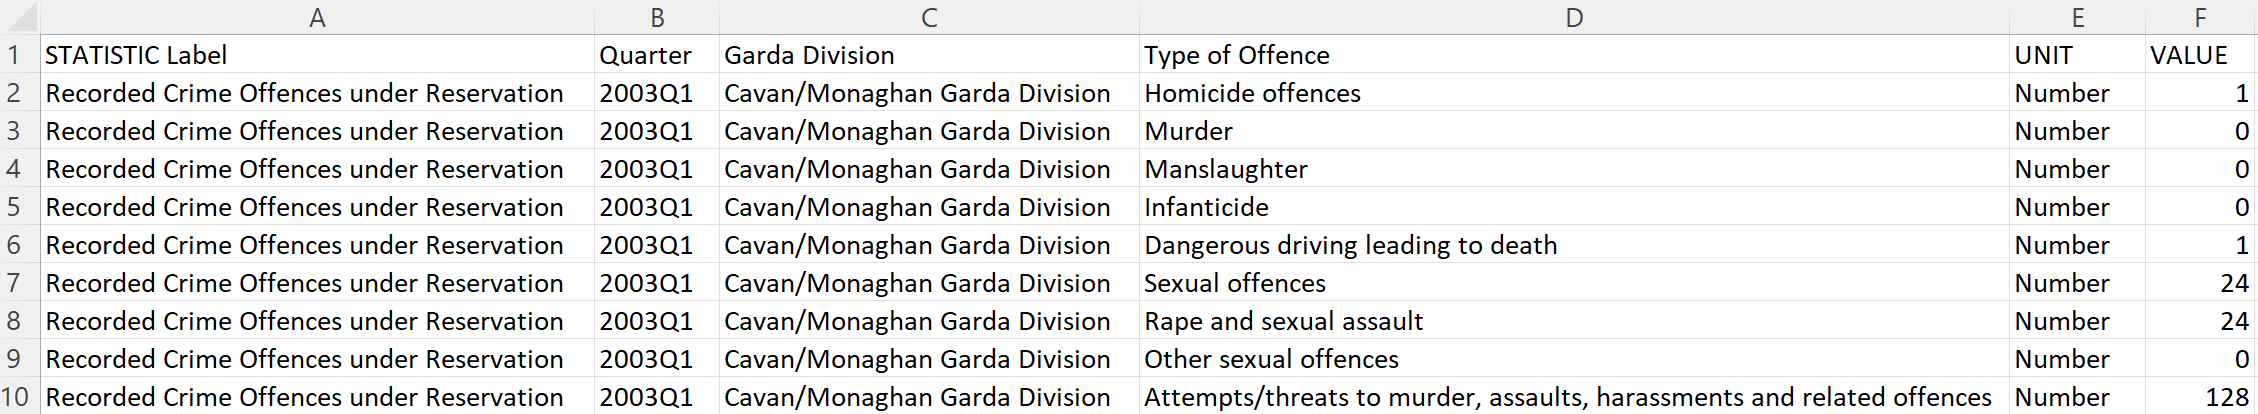 A B C D E F
1 STATISTIC Label Quarter Garda Division Type of Offence UNIT VALUE
2 Recorded Crime Offences under Reservation 2003Q1 Cavan/Monaghan Garda Division Homicide offences Number 1
3 Recorded Crime Offences under Reservation 2003Q1 Cavan/Monaghan Garda Division Murder Number 0
4 Recorded Crime Offences under Reservation 2003Q1 Cavan/Monaghan Garda Division Manslaughter Number 0
5 Recorded Crime Offences under Reservation 2003Q1 Cavan/Monaghan Garda Division Infanticide Number 0
6 Recorded Crime Offences under Reservation 2003Q1 Cavan/Monaghan Garda Division Dangerous driving leading to death Number 1
7 Recorded Crime Offences under Reservation 2003Q1 Cavan/Monaghan Garda Division Sexual offences Number 24
8 Recorded Crime Offences under Reservation 2003Q1 Cavan/Monaghan Garda Division Rape and sexual assault Number 24
9 Recorded Crime Offences under Reservation 2003Q1 Cavan/Monaghan Garda Division Other sexual offences Number 0
10 Recorded Crime Offences under Reservation 2003Q1 Cavan/Monaghan Garda Division Attempts/threats to murder, assaults, harassments and related offences Number 128